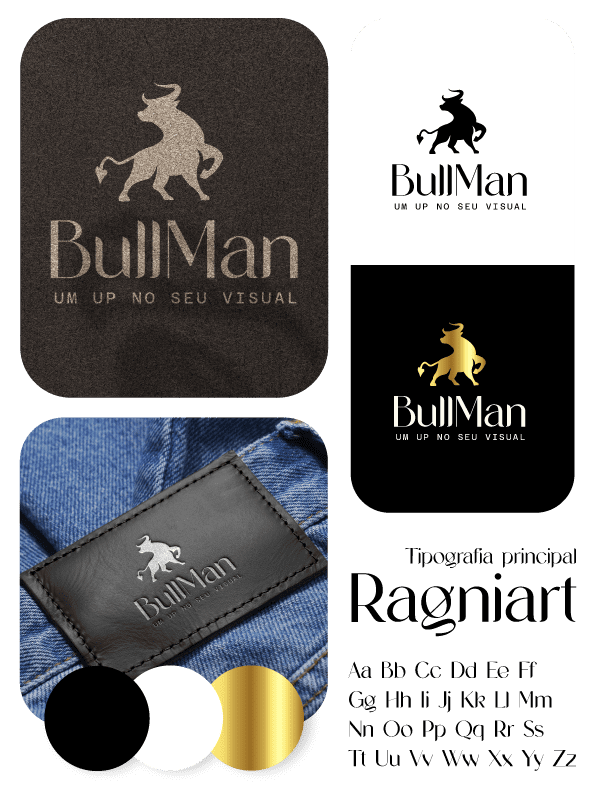 BullMan
UM UP NO SEU VISUAL
BullMan
UM UP NO SEU VISUAL
BullMan
UM UP NO SEU VISUAL
BullMan
UM UP NO SEU VISUAL
Tipografia principal
Ragniart
Aa Bb Cc Dd Ee Ff
Gg Hh Ii Jj Kk LJ Mm
Nn Oo Pp Qq Rr Ss
Tt Uu Vv Ww Xx Yy Zz